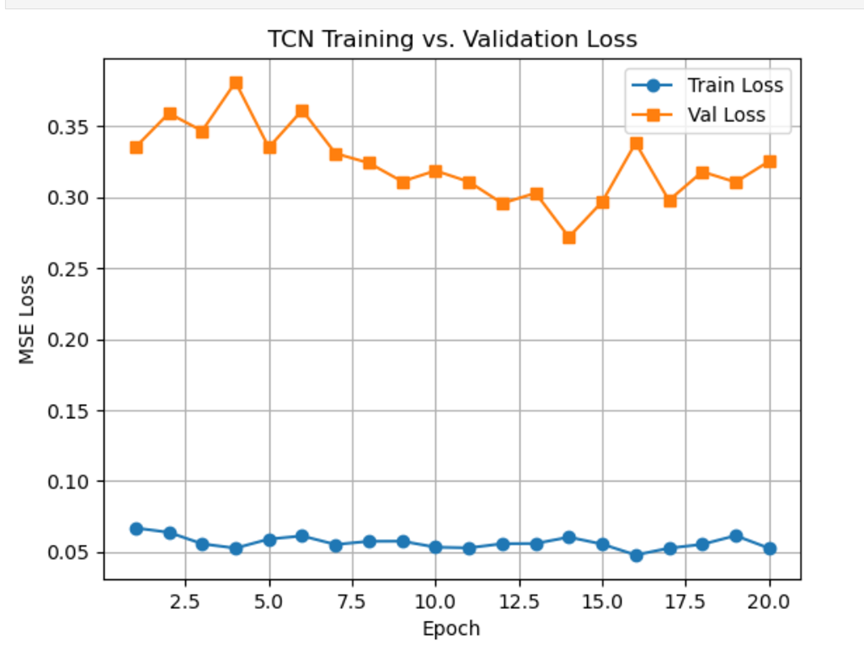 TCN Training vs. Validation Loss
Train Loss
Val Loss
MSE Loss
0.35
0.30
0.25
0.20
0.15
0.10
0.05
2.5 5.0 7.5 10.0 12.5 15.0 17.5 20.0
Epoch